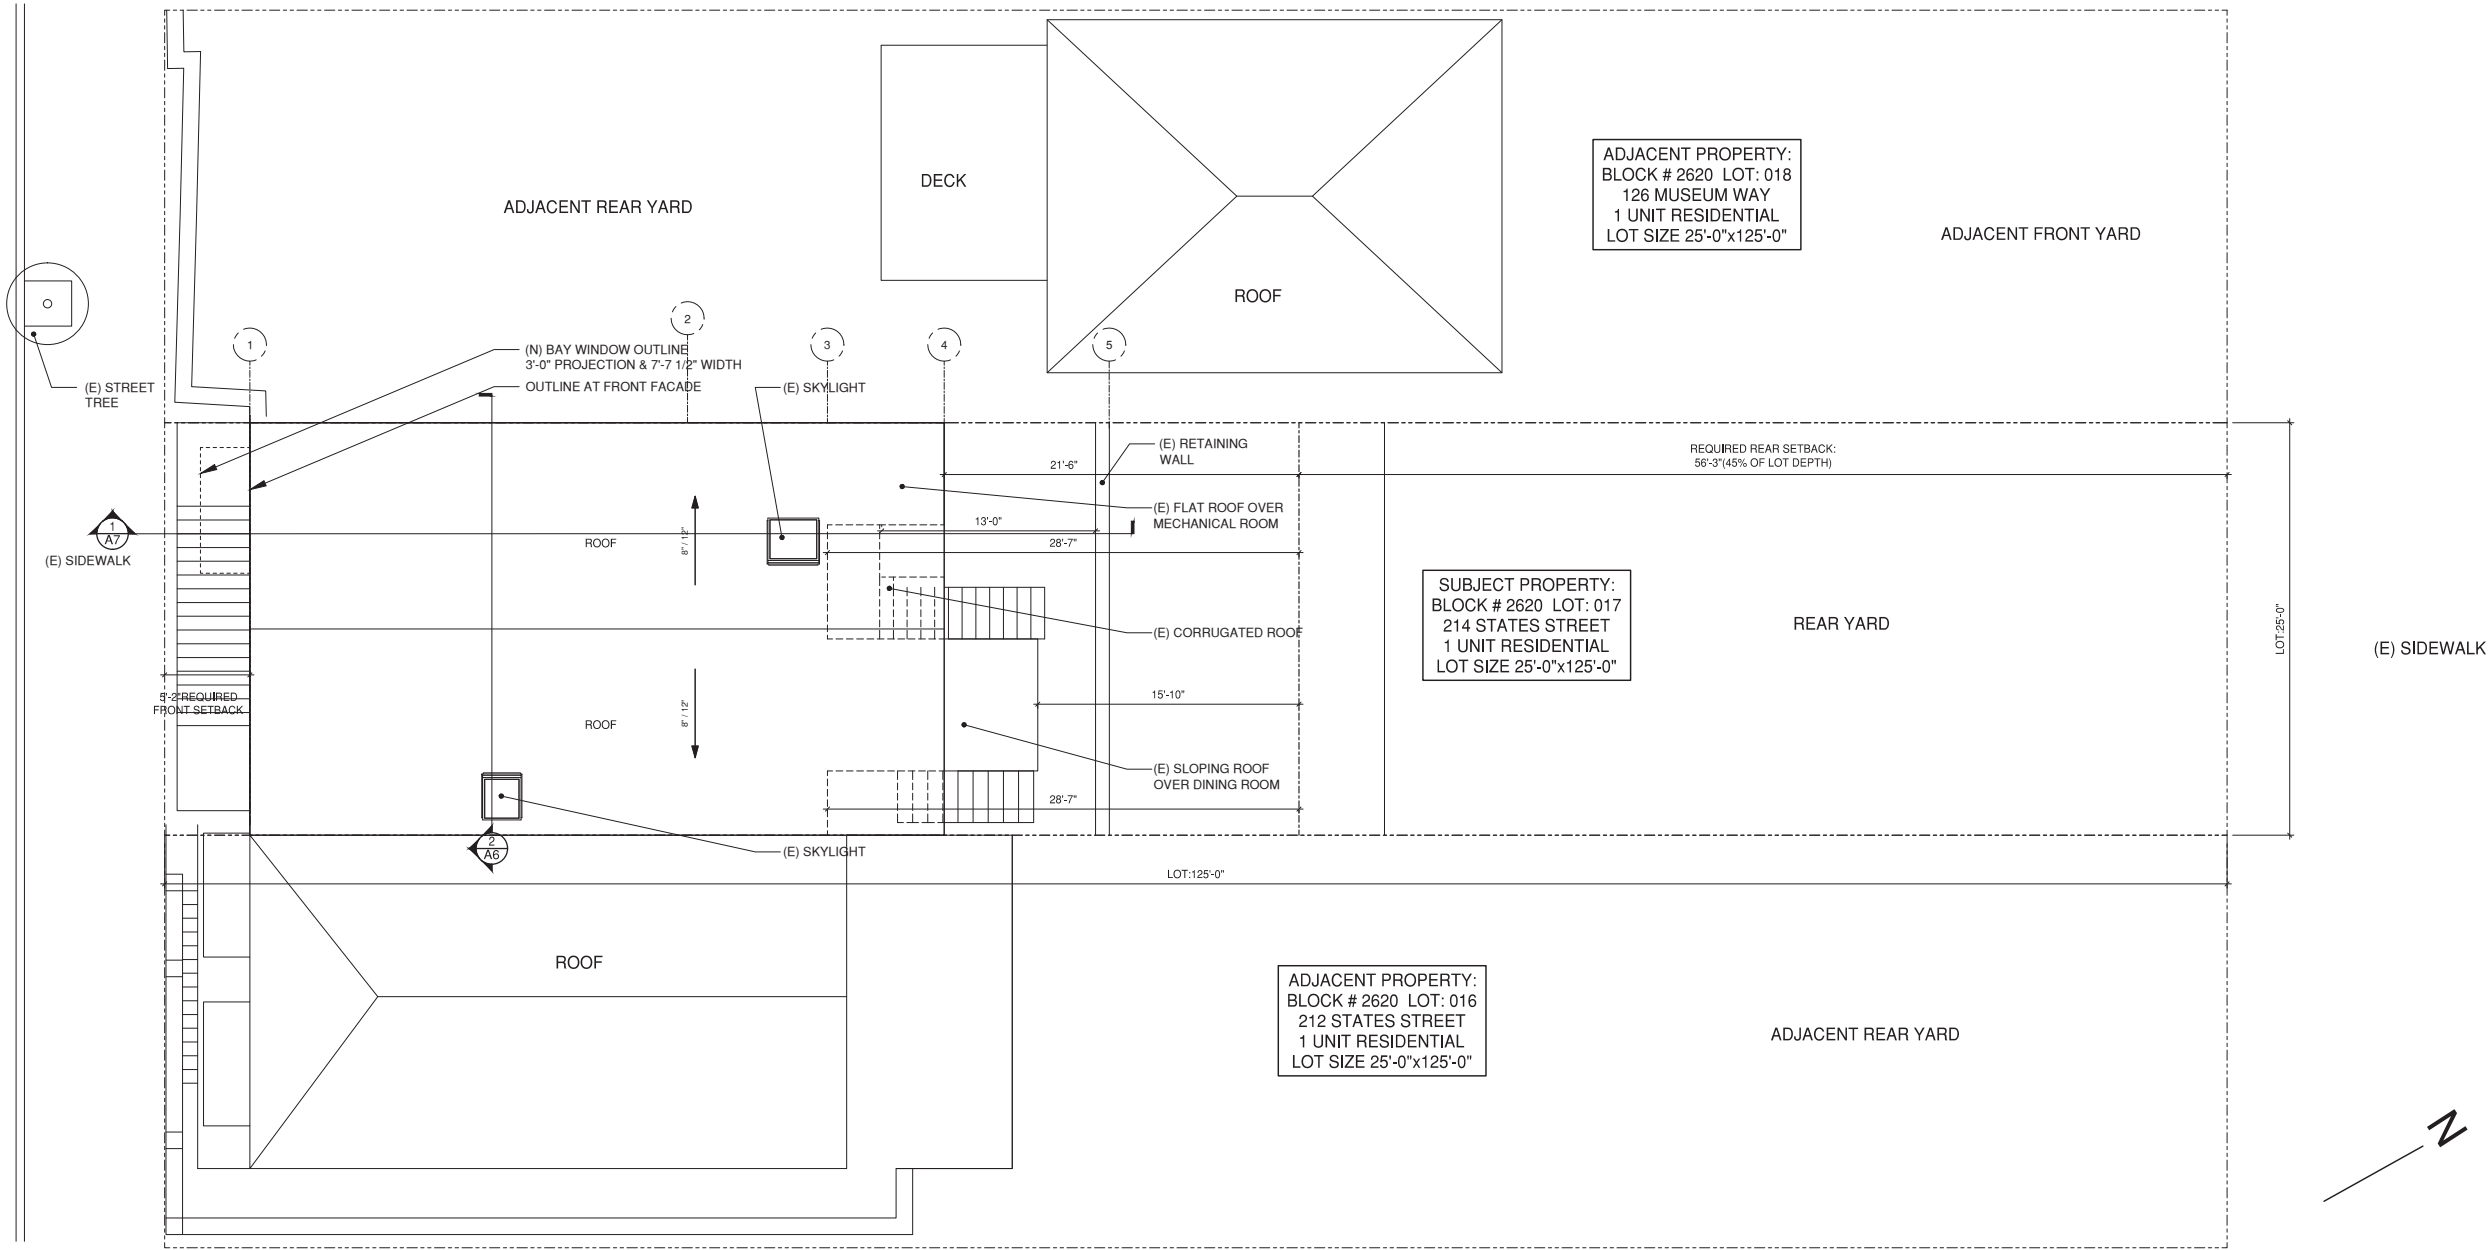 DECK
ADJACENT REAR YARD
ROOF
ADJACENT PROPERTY:
BLOCK # 2620 LOT: 018
126 MUSEUM WAY
1 UNIT RESIDENTIAL
LOT SIZE 25'-0"x125'-0"
ADJACENT FRONT YARD
1
2
3
4
5
(N) BAY WINDOW OUTLINE
3'-0" PROJECTION & 7'-7 1/2" WIDTH
OUTLINE AT FRONT FACADE
(E) STREET
TREE
(E) SKYLIGHT
(E) RETAINING
WALL
21'-6"
REQUIRED REAR SETBACK:
56'-3"(45% OF LOT DEPTH)
(E) FLAT ROOF OVER
MECHANICAL ROOM
13'-0"
28'-7"
1
A7
(E) SIDEWALK
ROOF
8" / 12"
SUBJECT PROPERTY:
BLOCK # 2620 LOT: 017
214 STATES STREET
1 UNIT RESIDENTIAL
LOT SIZE 25'-0"x125'-0"
REAR YARD
LOT:25'-0"
(E) SIDEWALK
(E) CORRUGATED ROOF
5'-2"REQUIRED
FRONT SETBACK
ROOF
8" / 12"
15'-10"
(E) SLOPING ROOF
OVER DINING ROOM
28'-7"
2
A6
(E) SKYLIGHT
LOT:125'-0"
ROOF
ADJACENT PROPERTY:
BLOCK # 2620 LOT: 016
212 STATES STREET
1 UNIT RESIDENTIAL
LOT SIZE 25'-0"x125'-0"
ADJACENT REAR YARD
N